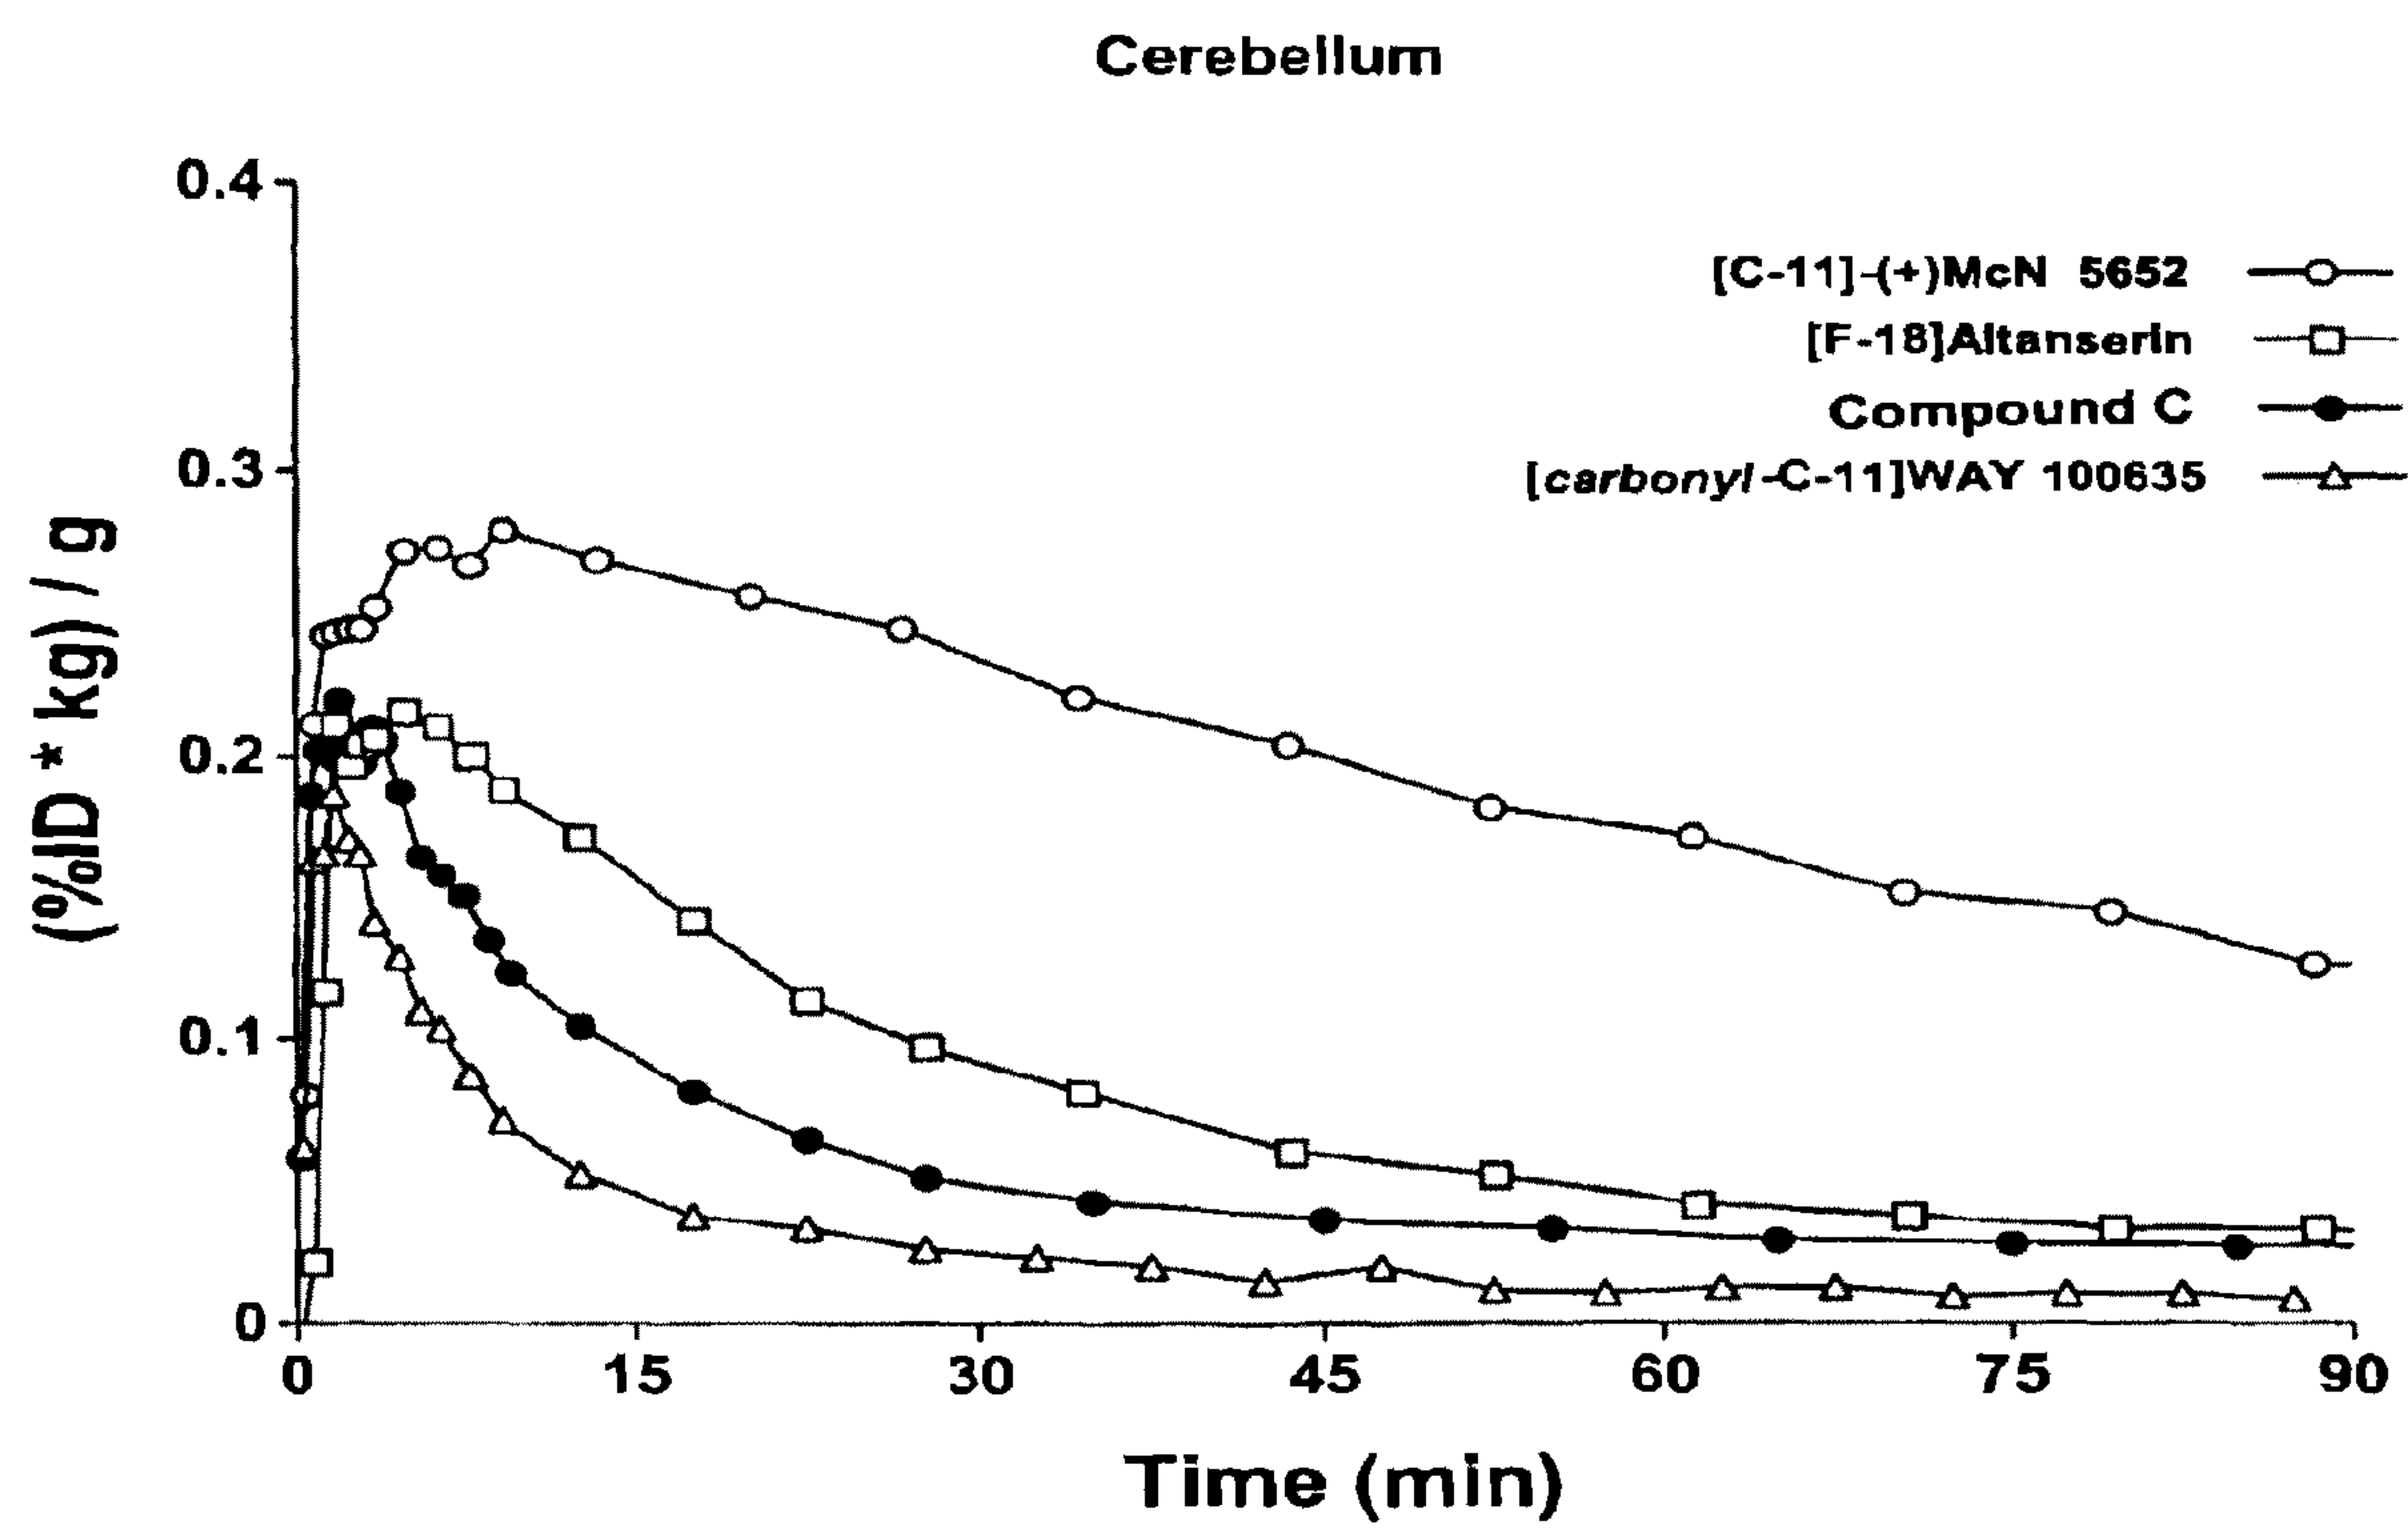 Cerebellum
0.4
0.3
0.2
0.1
0
(%ID * kg) / g
[C-11]-(+)McN 5652
[F-18]Altanserin
Compound C
[carbonyl-C-11]WAY 100635
0 15 30 45 60 75 90
Time (min)